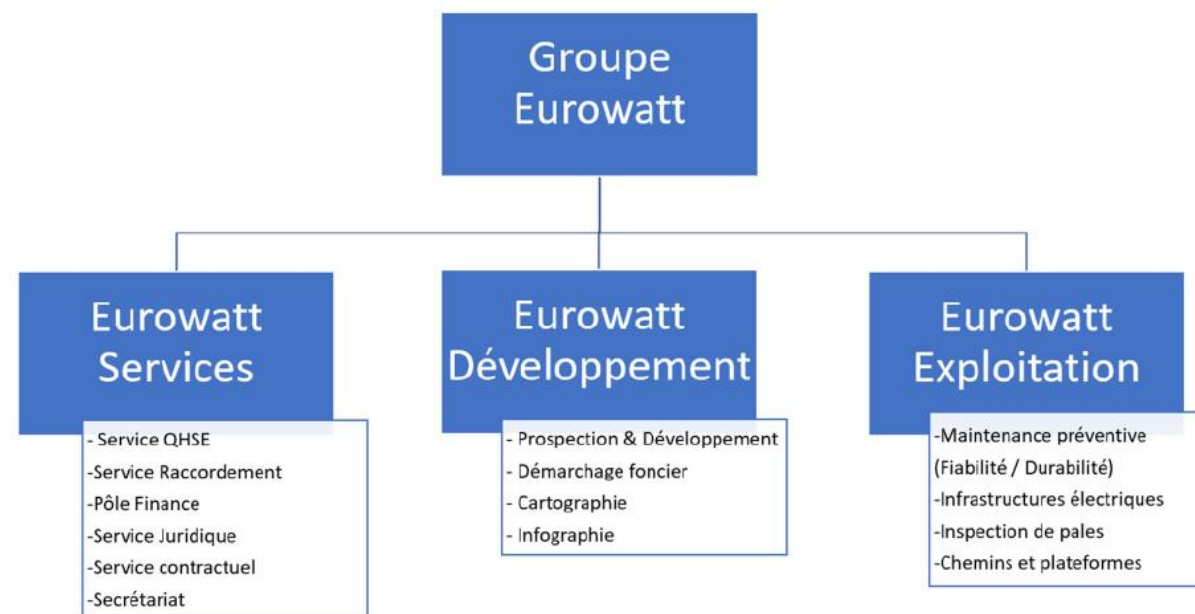 Groupe
Eurowatt
Eurowatt
Services
- Service QHSE
-Service Raccordement
-Pôle Finance
-Service Juridique
-Service contractuel
-Secrétariat
Eurowatt
Développement
- Prospection & Développement
- Démarchage foncier
- Cartographie
- Infographie
Eurowatt
Exploitation
-Maintenance préventive
(Fiabilité / Durabilité)
-Infrastructures électriques
-Inspection de pales
-Chemins et plateformes